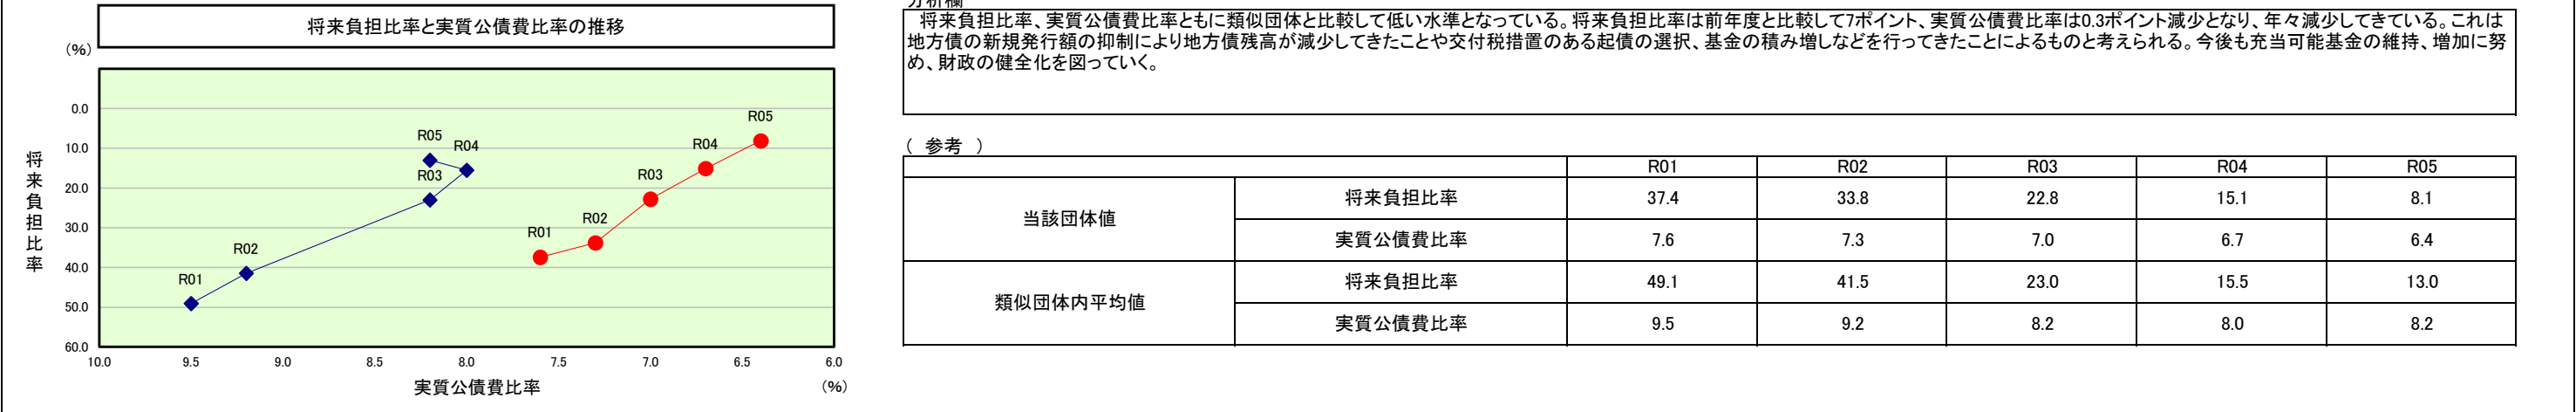 将来負担比率と実質公債費比率の推移
(%)
0.0
10.0
20.0
30.0
40.0
50.0
60.0
将来負担比率
R01
R02
R03
R04
R05
R01
R02
R03
R04
R05
10.0 9.5 9.0 8.5 8.0 7.5 7.0 6.5 6.0
実質公債費比率
(%)
分析欄
将来負担比率、実質公債費比率ともに類似団体と比較して低い水準となっている。将来負担比率は前年度と比較して7ポイント、実質公債費比率は0.3ポイント減少となり、年々減少してきている。これは
地方債の新規発行額の抑制により地方債残高が減少してきたことや交付税措置のある起債の選択、基金の積み増しなどを行ってきたことによるものと考えられる。今後も充当可能基金の維持、増加に努
め、財政の健全化を図っていく。
( 参考 )
R01 R02 R03 R04 R05
当該団体値
将来負担比率 37.4 33.8 22.8 15.1 8.1
実質公債費比率 7.6 7.3 7.0 6.7 6.4
類似団体内平均値
将来負担比率 49.1 41.5 23.0 15.5 13.0
実質公債費比率 9.5 9.2 8.2 8.0 8.2